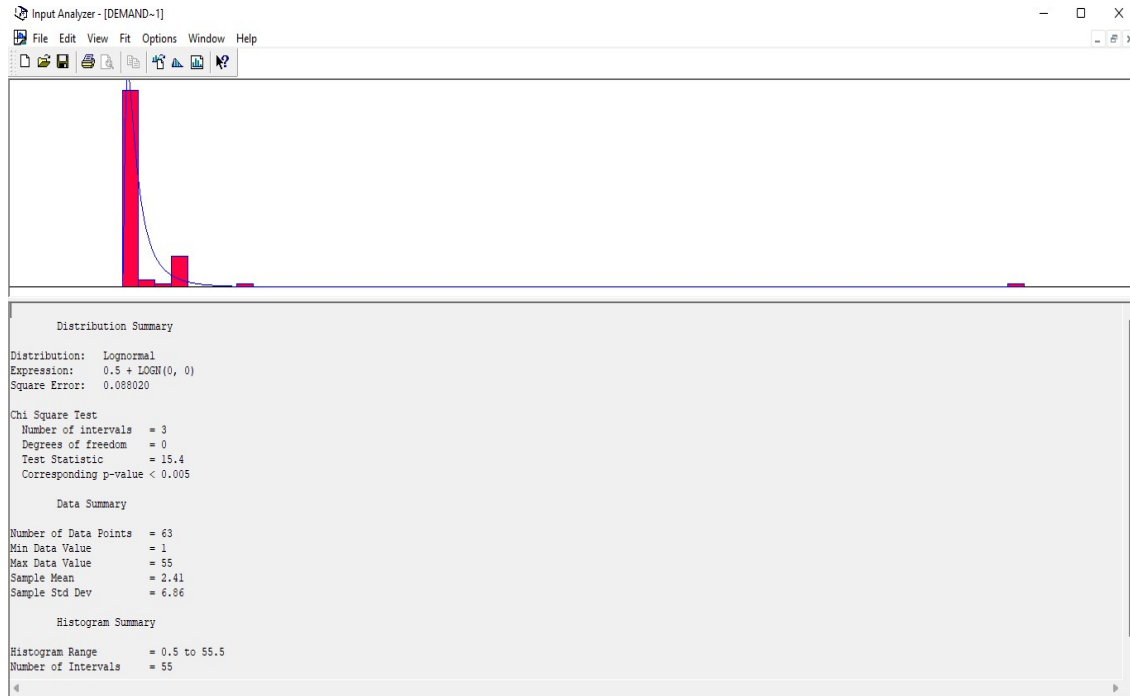 Input Analyzer - [DEMAND~1]
File Edit View Fit Options Window Help
Distribution Summary
Distribution: Lognormal
Expression: 0.5 + LOGN(0, 0)
Square Error: 0.088020
Chi Square Test
Number of intervals = 3
Degrees of freedom = 0
Test Statistic = 15.4
Corresponding p-value < 0.005
Data Summary
Number of Data Points = 63
Min Data Value = 1
Max Data Value = 55
Sample Mean = 2.41
Sample Std Dev = 6.86
Histogram Summary
Histogram Range = 0.5 to 55.5
Number of Intervals = 55